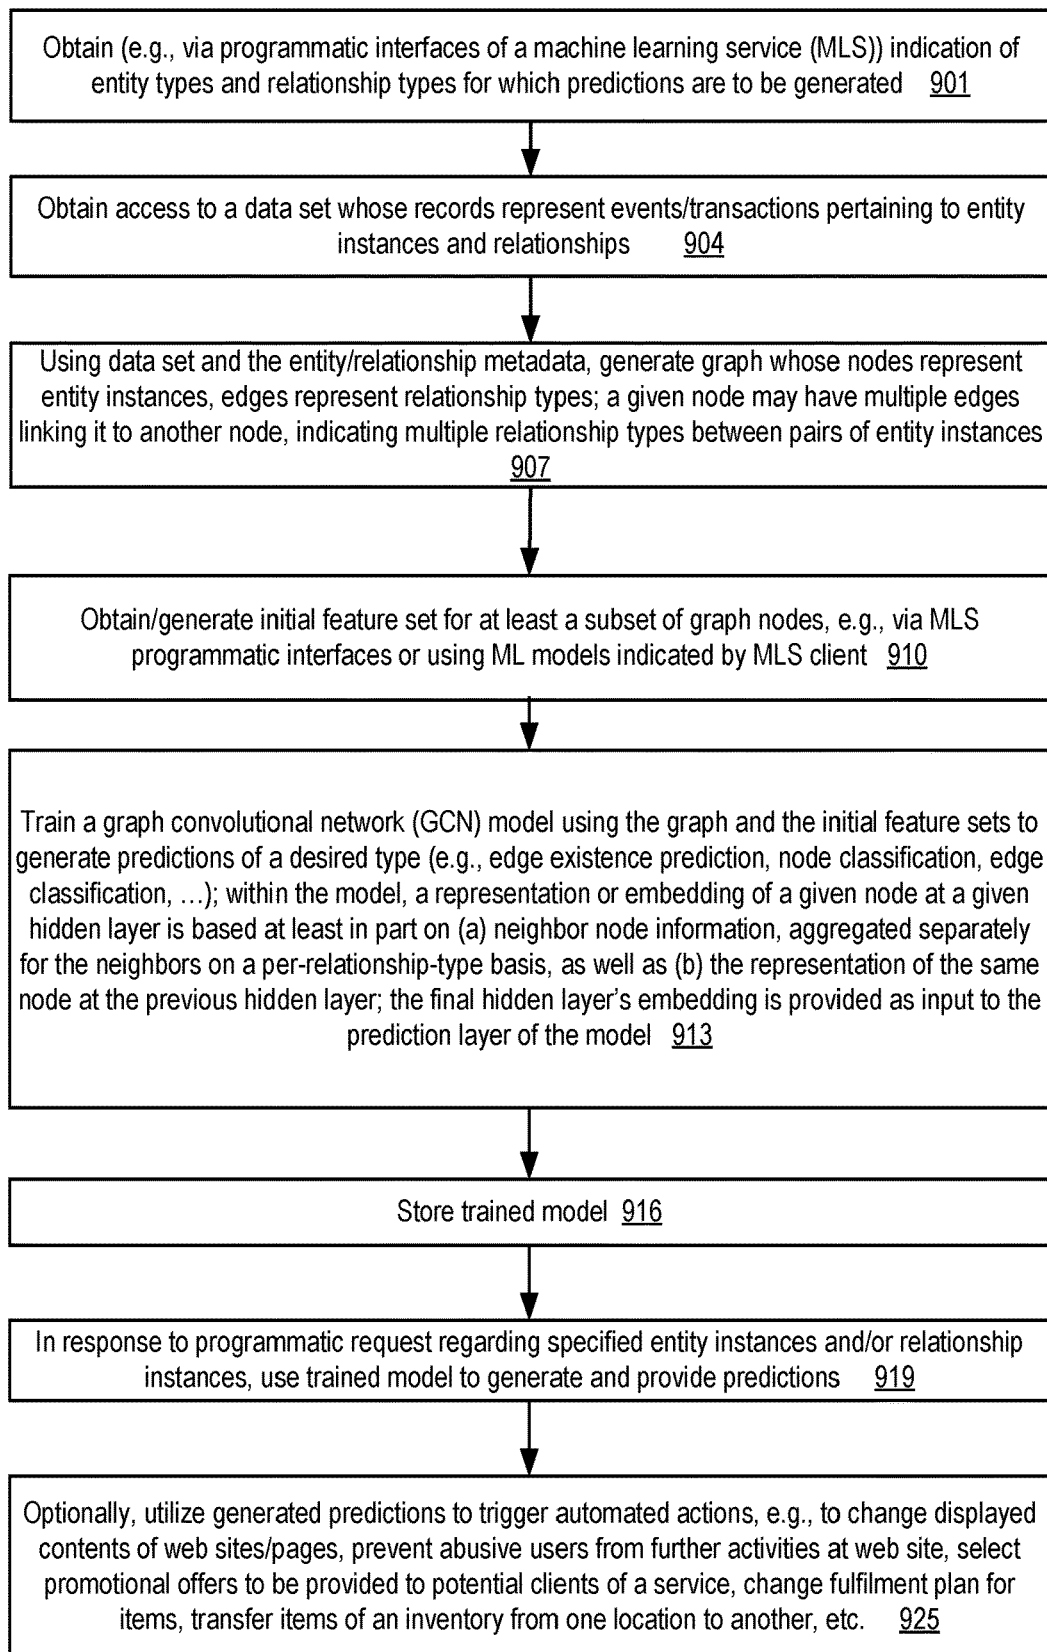 Obtain (e.g., via programmatic interfaces of a machine learning service (MLS)) indication of
entity types and relationship types for which predictions are to be generated 901
Obtain access to a data set whose records represent events/transactions pertaining to entity
instances and relationships 904
Using data set and the entity/relationship metadata, generate graph whose nodes represent
entity instances, edges represent relationship types; a given node may have multiple edges
linking it to another node, indicating multiple relationship types between pairs of entity instances
907
Obtain/generate initial feature set for at least a subset of graph nodes, e.g., via MLS
programmatic interfaces or using ML models indicated by MLS client 910
Train a graph convolutional network (GCN) model using the graph and the initial feature sets to
generate predictions of a desired type (e.g., edge existence prediction, node classification, edge
classification, …); within the model, a representation or embedding of a given node at a given
hidden layer is based at least in part on (a) neighbor node information, aggregated separately
for the neighbors on a per-relationship-type basis, as well as (b) the representation of the same
node at the previous hidden layer; the final hidden layer's embedding is provided as input to the
prediction layer of the model 913
Store trained model 916
In response to programmatic request regarding specified entity instances and/or relationship
instances, use trained model to generate and provide predictions 919
Optionally, utilize generated predictions to trigger automated actions, e.g., to change displayed
contents of web sites/pages, prevent abusive users from further activities at web site, select
promotional offers to be provided to potential clients of a service, change fulfilment plan for
items, transfer items of an inventory from one location to another, etc. 925